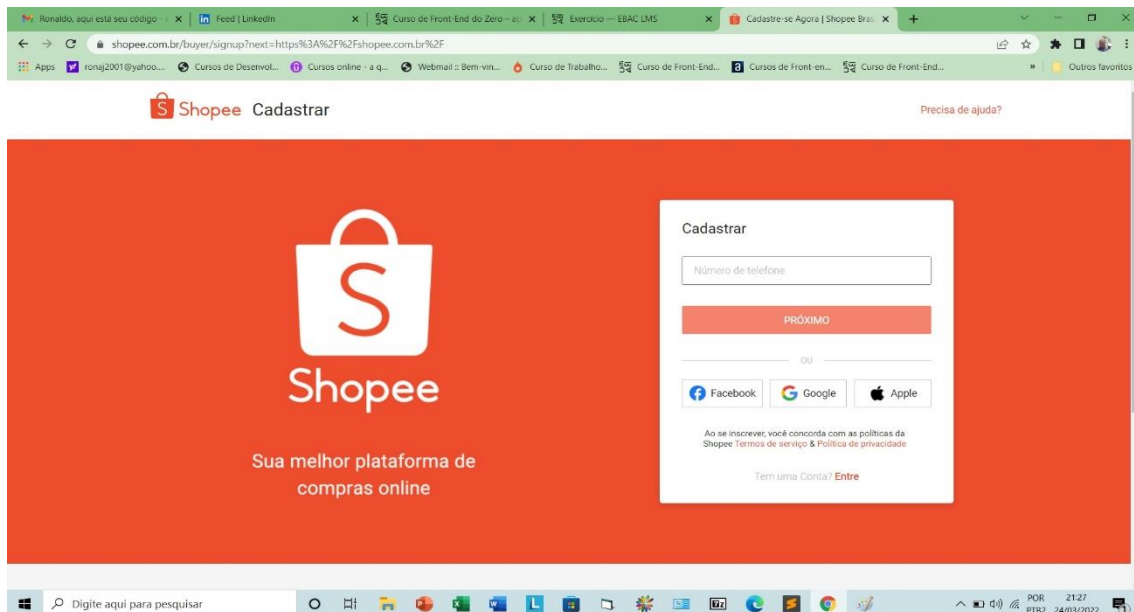 Ronaldo, aqui está seu código -
Feed | LinkedIn
Curso de Front-End do Zero – ap
Exercício — EBAC LMS
Cadastre-se Agora | Shopee Bras
shopee.com.br/buyer/signup?next=https%3A%2F%2Fshopee.com.br%2F
Apps
ronaj2001@yahoo...
Cursos de Desenvol...
Cursos online - a q...
Webmail :: Bem-vin...
Curso de Trabalho...
Curso de Front-End...
Cursos de Front-en...
Curso de Front-End...
Outros favoritos
Shopee Cadastrar
Precisa de ajuda?
Shopee
Sua melhor plataforma de
compras online
Cadastrar
Número de telefone
PRÓXIMO
OU
Facebook
Google
Apple
Ao se inscrever, você concorda com as políticas da
Shopee Termos de serviço & Política de privacidade
Tem uma Conta? Entre
Digite aqui para pesquisar
POR
PTB2
21:27
24/03/2022